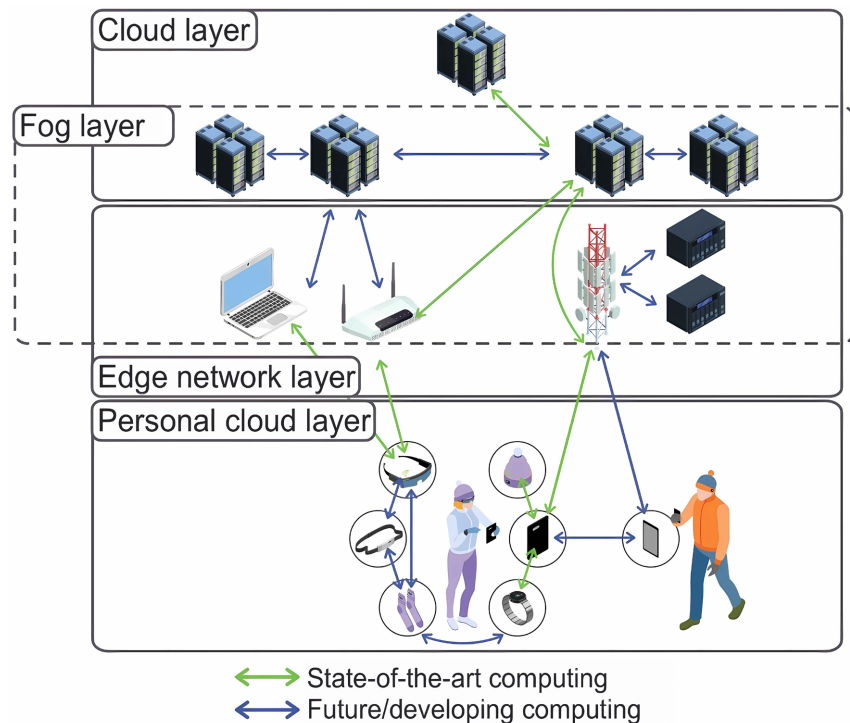 Cloud layer
Fog layer
Edge network layer
Personal cloud layer
State-of-the-art computing
Future/developing computing